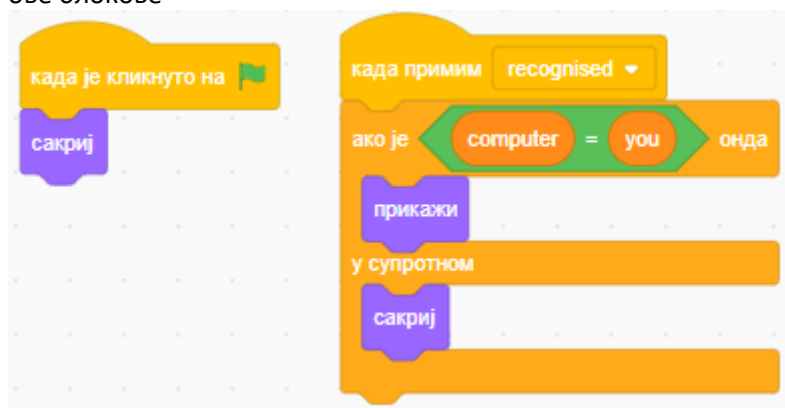 када је кликнуто на
сакриј
када примим recognised
ако је computer = you онда
прикажи
у супротном
сакриј